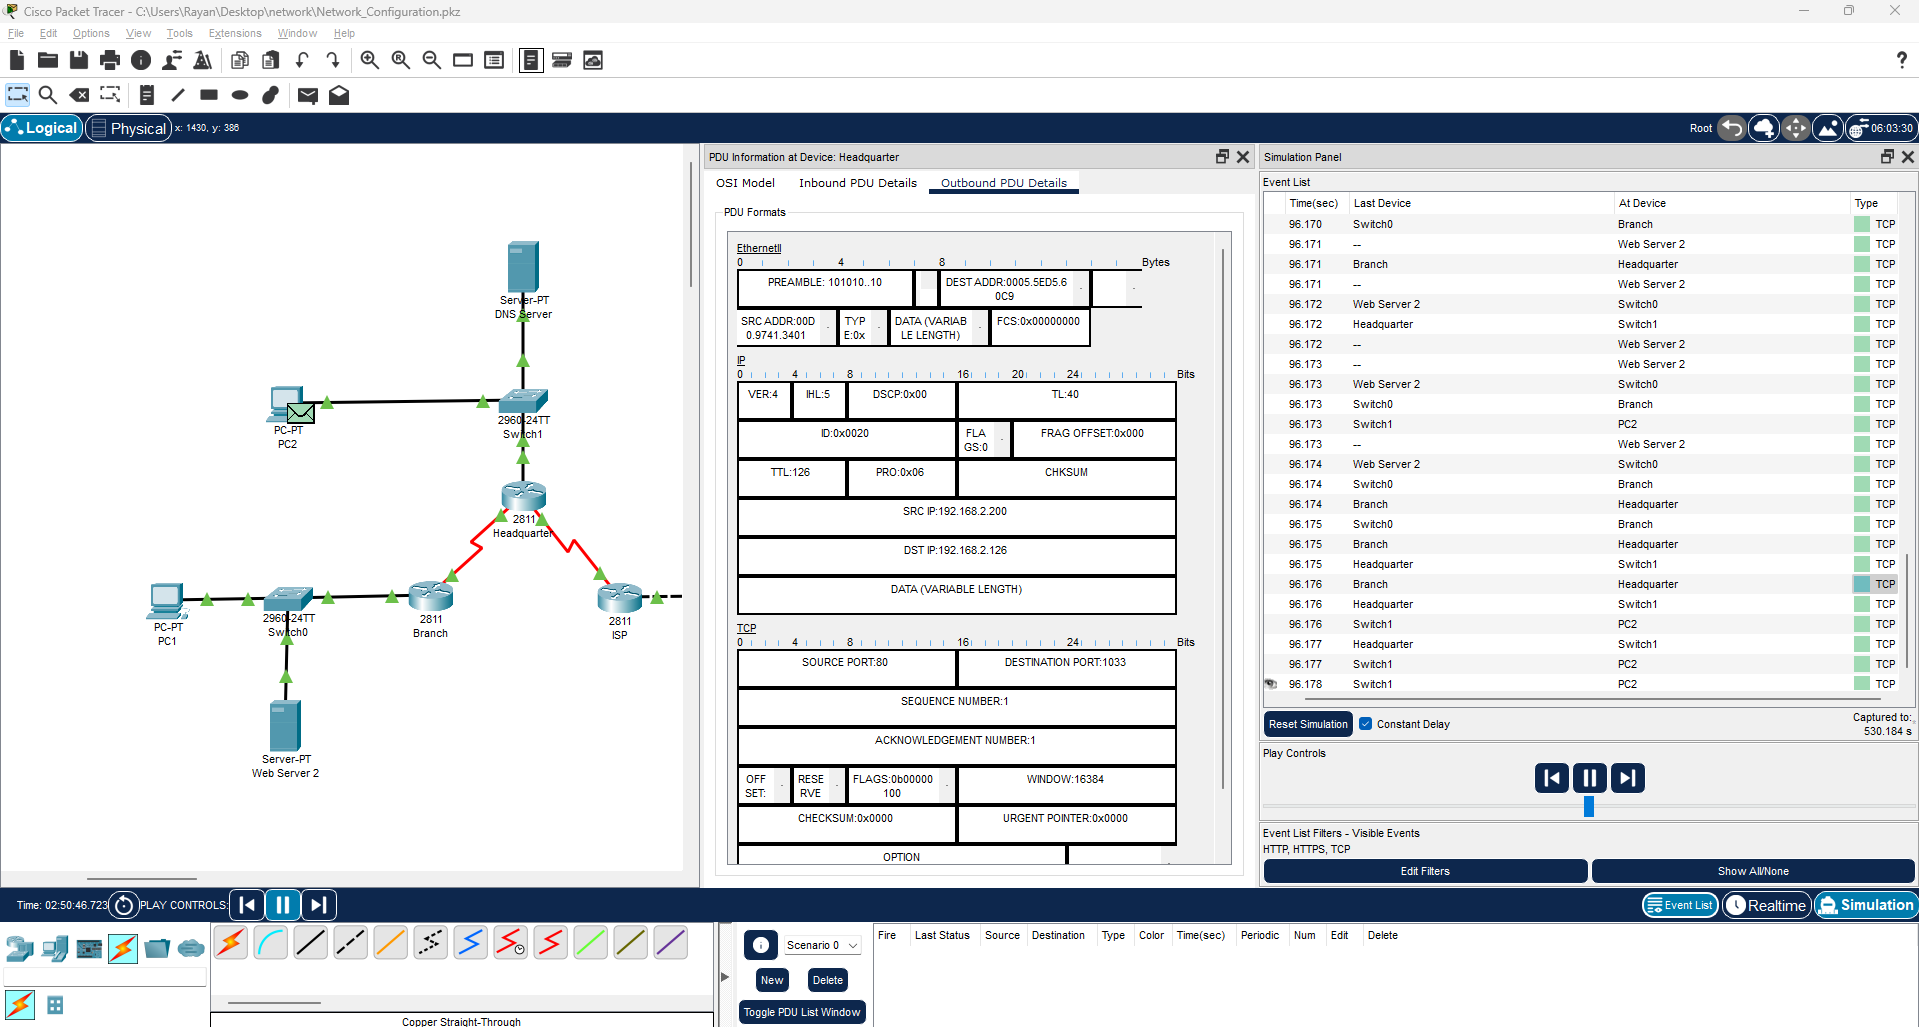 Cisco Packet Tracer - C:\Users\Rayan\Desktop\network\Network_Configuration.pkz
File Edit Options View Tools Extensions Window Help
Logical Physical x: 1430, y: 386 Root 06:03:30
Server-PT
DNS Server
PC-PT
PC2
2960-24TT
Switch1
2811
Headquarter
PC-PT
PC1
2960-24TT
Switch0
2811
Branch
2811
ISP
Server-PT
Web Server 2
PDU Information at Device: Headquarter
OSI Model Inbound PDU Details Outbound PDU Details
PDU Formats
EthernetII
0 4 8 Bytes
PREAMBLE: 101010..10 DEST ADDR:0005.5ED5.6
0C9
SRC ADDR:00D
0.9741.3401
TYP
E:0x
DATA (VARIAB
LE LENGTH)
FCS:0x00000000
IP
0 4 8 16 20 24 Bits
VER:4 IHL:5 DSCP:0x00 TL:40
ID:0x0020 FLA
GS:0
FRAG OFFSET:0x000
TTL:126 PRO:0x06 CHKSUM
SRC IP:192.168.2.200
DST IP:192.168.2.126
DATA (VARIABLE LENGTH)
TCP
0 4 8 16 24 Bits
SOURCE PORT:80 DESTINATION PORT:1033
SEQUENCE NUMBER:1
ACKNOWLEDGEMENT NUMBER:1
OFF
SET:
RESE
RVE
FLAGS:0b00000
100
WINDOW:16384
CHECKSUM:0x0000 URGENT POINTER:0x0000
OPTION
Simulation Panel
Event List
Time(sec) Last Device At Device Type
96.170 Switch0 Branch TCP
96.171 -- Web Server 2 TCP
96.171 Branch Headquarter TCP
96.171 -- Web Server 2 TCP
96.172 Web Server 2 Switch0 TCP
96.172 Headquarter Switch1 TCP
96.172 -- Web Server 2 TCP
96.173 -- Web Server 2 TCP
96.173 Web Server 2 Switch0 TCP
96.173 Switch0 Branch TCP
96.173 Switch1 PC2 TCP
96.173 -- Web Server 2 TCP
96.174 Web Server 2 Switch0 TCP
96.174 Switch0 Branch TCP
96.174 Branch Headquarter TCP
96.175 Switch0 Branch TCP
96.175 Branch Headquarter TCP
96.175 Headquarter Switch1 TCP
96.176 Branch Headquarter TCP
96.176 Headquarter Switch1 TCP
96.176 Switch1 PC2 TCP
96.177 Headquarter Switch1 TCP
96.177 Switch1 PC2 TCP
96.178 Switch1 PC2 TCP
Reset Simulation Constant Delay Captured to:
530.184 s
Play Controls
Event List Filters - Visible Events
HTTP, HTTPS, TCP
Edit Filters Show All/None
Time: 02:50:46.723 PLAY CONTROLS: Event List Realtime Simulation
Copper Straight-Through
Scenario 0
New Delete
Toggle PDU List Window
Fire Last Status Source Destination Type Color Time(sec) Periodic Num Edit Delete